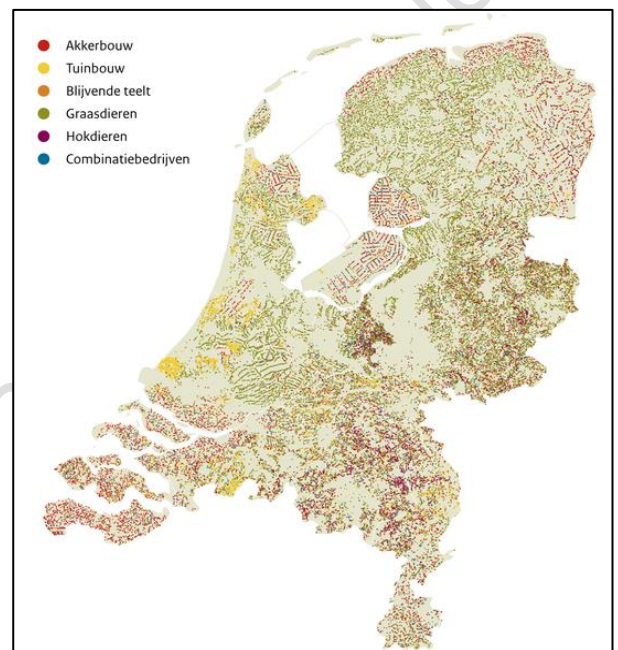 Akkerbouw
Tuinbouw
Blijvende teelt
Graasdieren
Hokdieren
Combinatiebedrijven